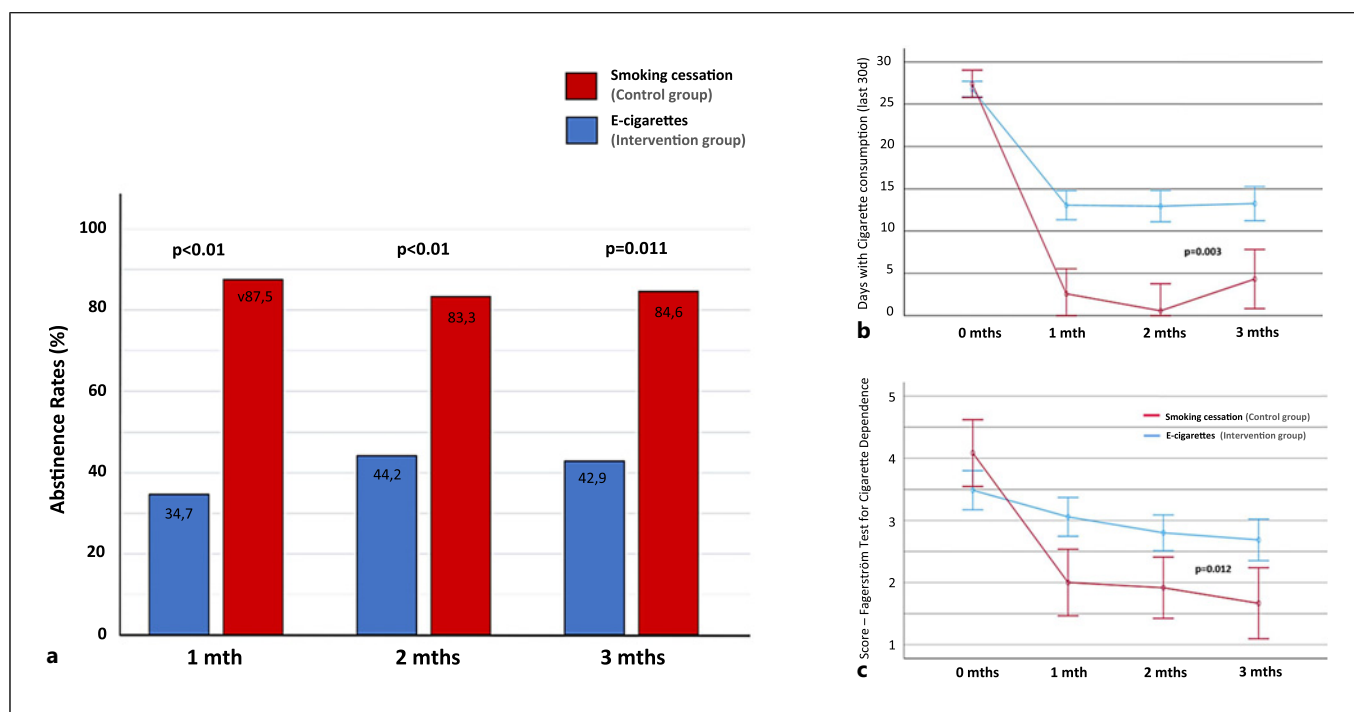 Smoking cessation
(Control group)
E-cigarettes
(Intervention group)
Abstinence Rates (%)
100
80
60
40
20
0
p<0.01
p<0.01
p=0.011
34,7
v87,5
44,2
83,3
42,9
84,6
1 mth
2 mths
3 mths
a
Days with Cigarette consumption (last 30d)
30
25
20
15
10
5
0
p=0.003
0 mths
1 mth
2 mths
3 mths
b
Score – Fagerström Test for Cigarette Dependence
5
4
3
2
1
Smoking cessation (Control group)
E-cigarettes (Intervention group)
p=0.012
0 mths
1 mth
2 mths
3 mths
c